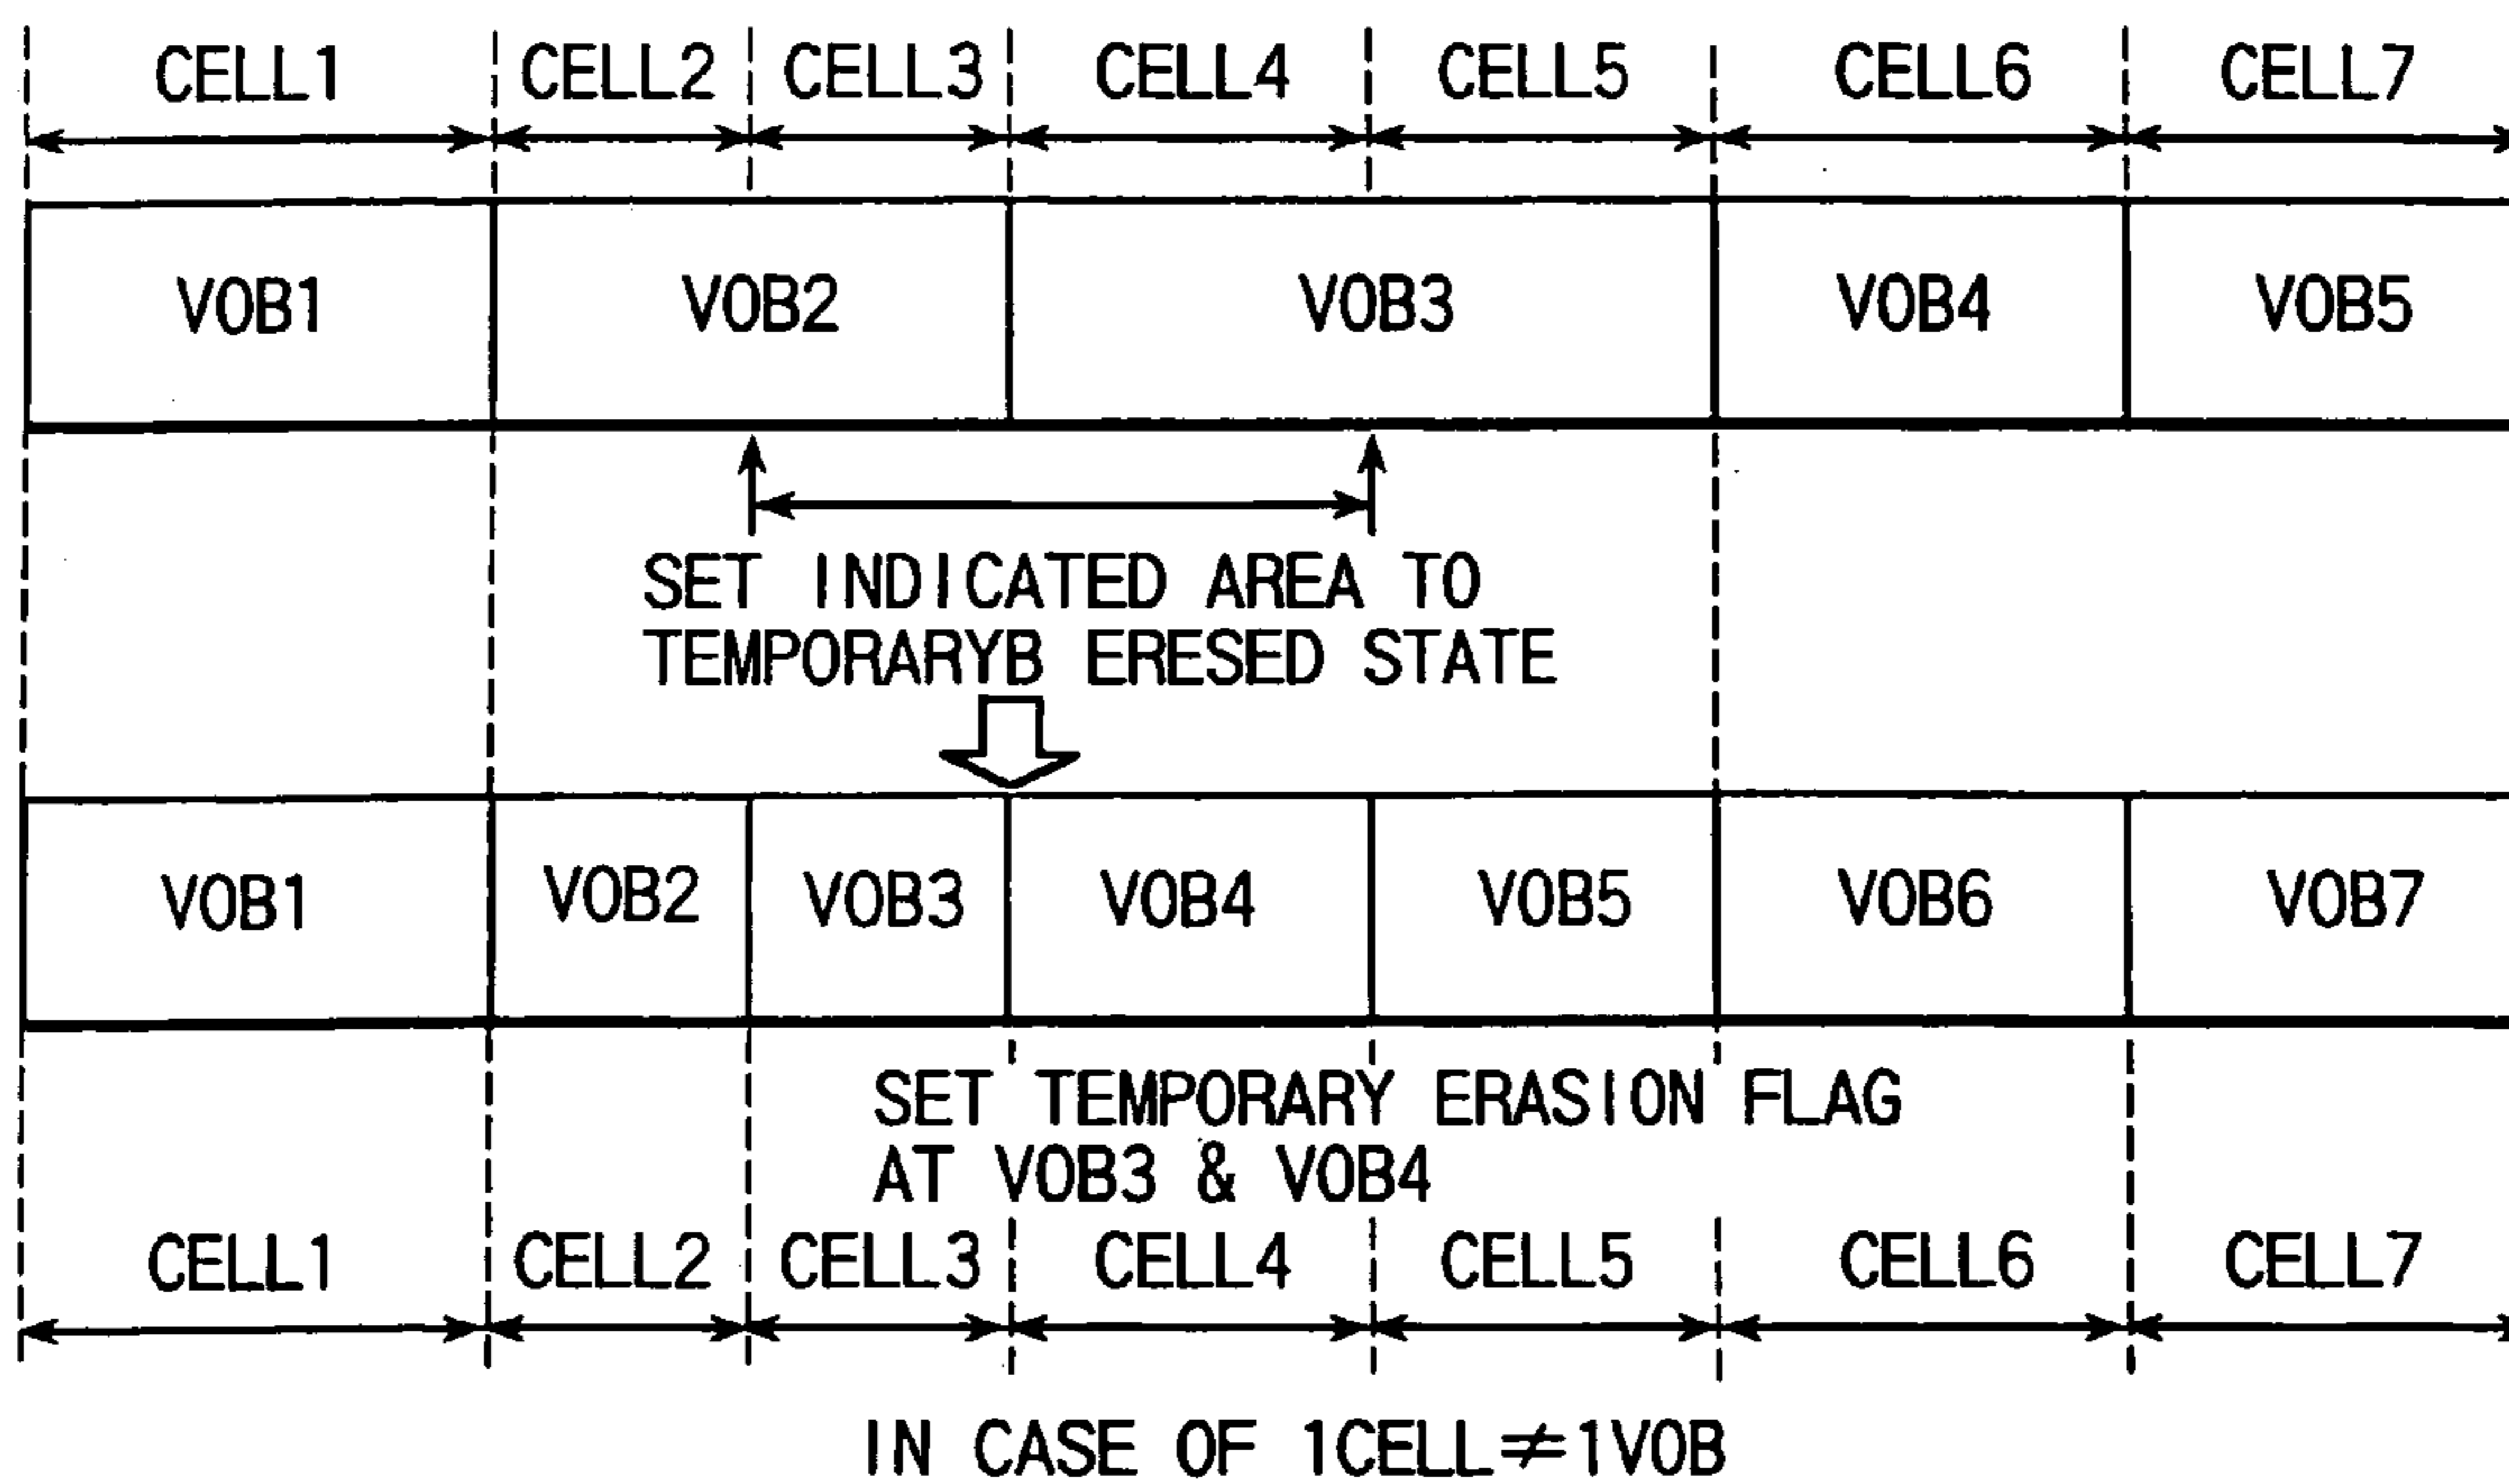 CELL1 CELL2 CELL3 CELL4 CELL5 CELL6 CELL7
VOB1 VOB2 VOB3 VOB4 VOB5
SET INDICATED AREA TO
TEMPORARYB ERESED STATE
VOB1 VOB2 VOB3 VOB4 VOB5 VOB6 VOB7
SET TEMPORARY ERASION FLAG
AT VOB3 & VOB4
CELL1 CELL2 CELL3 CELL4 CELL5 CELL6 CELL7
IN CASE OF 1CELL≠1VOB